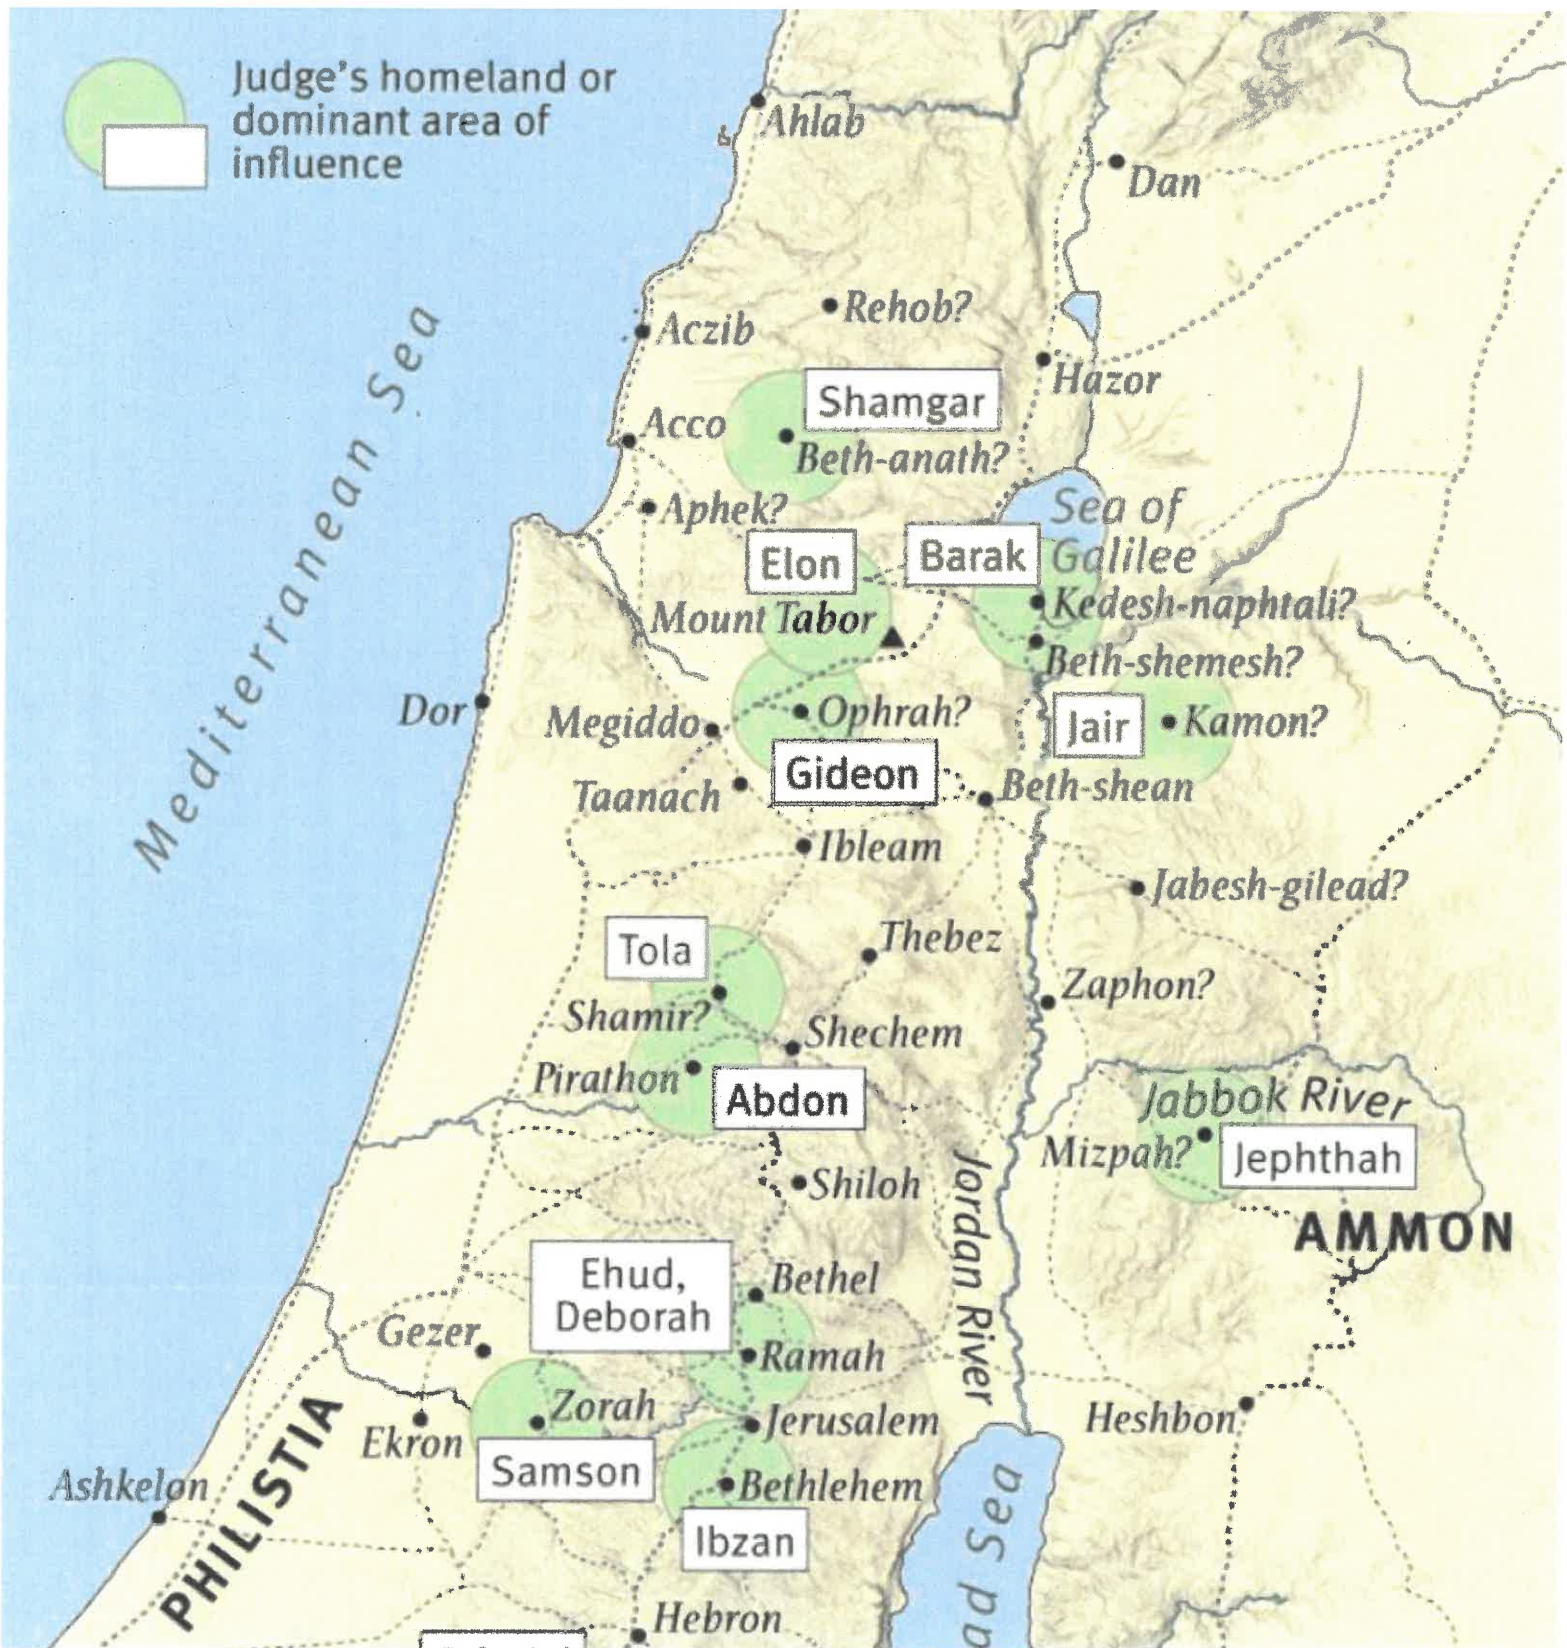 Judge's homeland or
dominant area of
influence
Ahlab
Dan
Mediterranean Sea
Rehob?
Aczib
Hazor
Shamgar
Acco
Beth-anath?
Aphek?
Sea of
Galilee
Elon
Barak
Mount Tabor
Kedesh-naphtali?
Beth-shemesh?
Dor
Megiddo
Ophrah?
Jair
Kamon?
Gideon
Taanach
Beth-shean
Ibleam
Jabesh-gilead?
Tola
Thebez
Zaphon?
Shamir?
Shechem
Pirathon
Abdon
Jabbok River
Mizpah?
Jephthah
Shiloh
AMMON
Jordan River
Ehud,
Deborah
Bethel
Gezer
Ramah
Zorah
Jerusalem
Heshbon
Ekron
Samson
Bethlehem
Ashkelon
PHILISTIA
Ibzan
ad Sea
Hebron